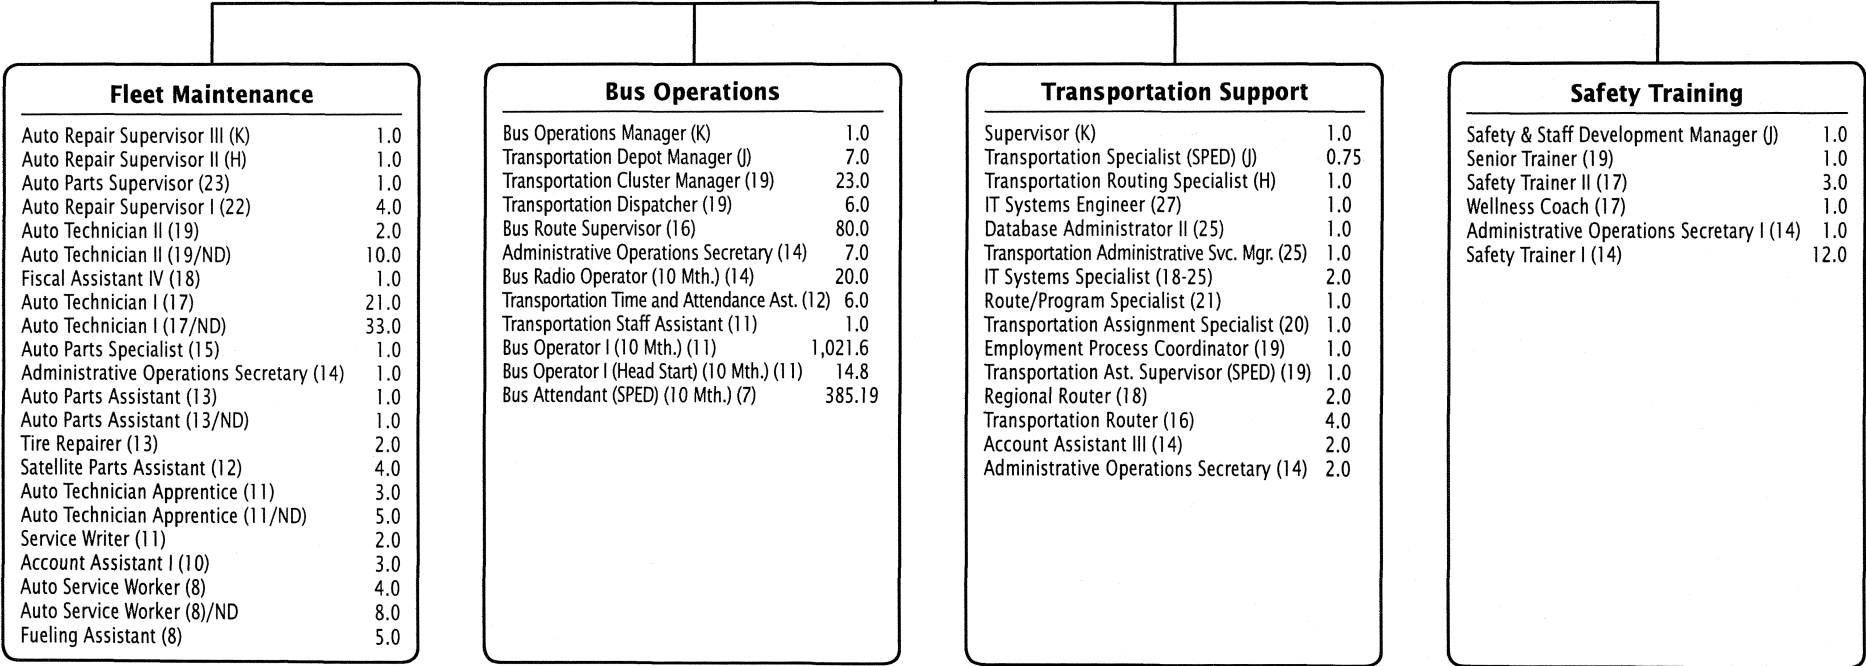 Fleet Maintenance
Auto Repair Supervisor III (K) 1.0
Auto Repair Supervisor II (H) 1.0
Auto Parts Supervisor (23) 1.0
Auto Repair Supervisor I (22) 4.0
Auto Technician II (19) 2.0
Auto Technician II (19/ND) 10.0
Fiscal Assistant IV (18) 1.0
Auto Technician I (17) 21.0
Auto Technician I (17/ND) 33.0
Auto Parts Specialist (15) 1.0
Administrative Operations Secretary (14) 1.0
Auto Parts Assistant (13) 1.0
Auto Parts Assistant (13/ND) 1.0
Tire Repairer (13) 2.0
Satellite Parts Assistant (12) 4.0
Auto Technician Apprentice (11) 3.0
Auto Technician Apprentice (11/ND) 5.0
Service Writer (11) 2.0
Account Assistant I (10) 3.0
Auto Service Worker (8) 4.0
Auto Service Worker (8)/ND 8.0
Fueling Assistant (8) 5.0
Bus Operations
Bus Operations Manager (K) 1.0
Transportation Depot Manager (J) 7.0
Transportation Cluster Manager (19) 23.0
Transportation Dispatcher (19) 6.0
Bus Route Supervisor (16) 80.0
Administrative Operations Secretary (14) 7.0
Bus Radio Operator (10 Mth.) (14) 20.0
Transportation Time and Attendance Ast. (12) 6.0
Transportation Staff Assistant (11) 1.0
Bus Operator I (10 Mth.) (11) 1,021.6
Bus Operator I (Head Start) (10 Mth.) (11) 14.8
Bus Attendant (SPED) (10 Mth.) (7) 385.19
Transportation Support
Supervisor (K) 1.0
Transportation Specialist (SPED) (J) 0.75
Transportation Routing Specialist (H) 1.0
IT Systems Engineer (27) 1.0
Database Administrator II (25) 1.0
Transportation Administrative Svc. Mgr. (25) 1.0
IT Systems Specialist (18-25) 2.0
Route/Program Specialist (21) 1.0
Transportation Assignment Specialist (20) 1.0
Employment Process Coordinator (19) 1.0
Transportation Ast. Supervisor (SPED) (19) 1.0
Regional Router (18) 2.0
Transportation Router (16) 4.0
Account Assistant III (14) 2.0
Administrative Operations Secretary (14) 2.0
Safety Training
Safety & Staff Development Manager (J) 1.0
Senior Trainer (19) 1.0
Safety Trainer II (17) 3.0
Wellness Coach (17) 1.0
Administrative Operations Secretary I (14) 1.0
Safety Trainer I (14) 12.0